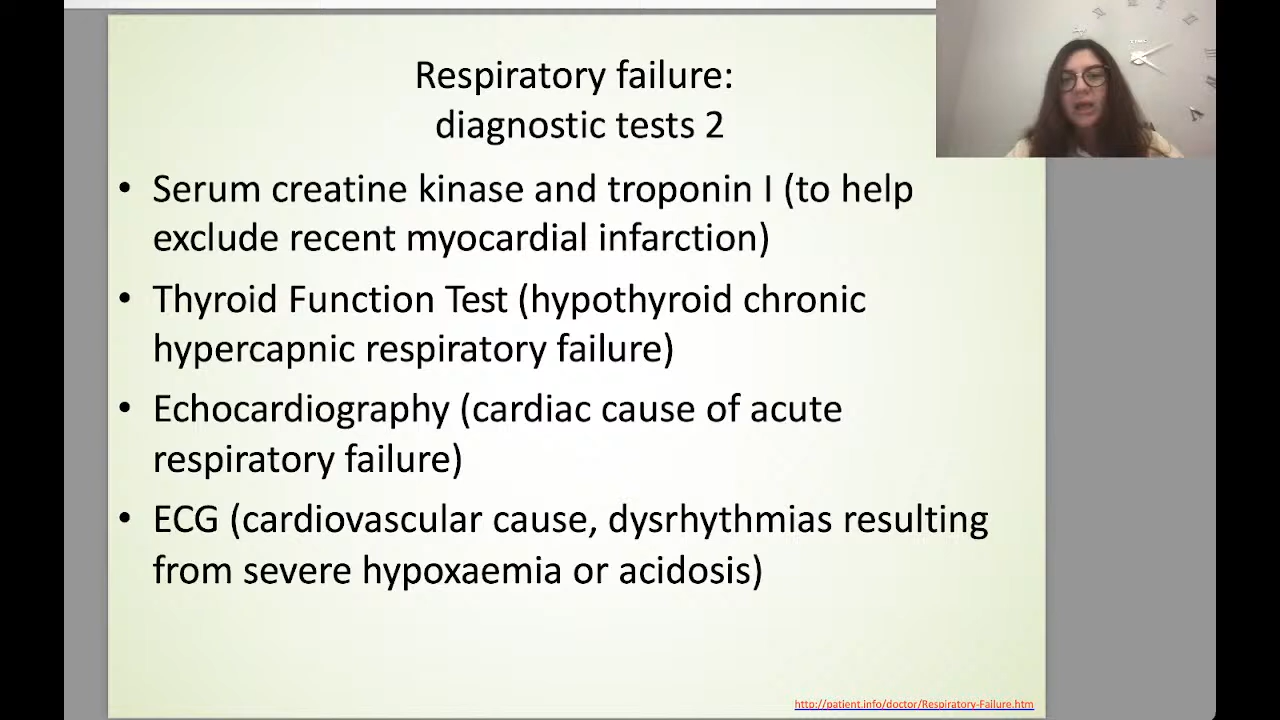 Respiratory failure:
diagnostic tests 2
• Serum creatine kinase and troponin I (to help
exclude recent myocardial infarction)
• Thyroid Function Test (hypothyroid chronic
hypercapnic respiratory failure)
• Echocardiography (cardiac cause of acute
respiratory failure)
• ECG (cardiovascular cause, dysrhythmias resulting
from severe hypoxaemia or acidosis)
http://patient.info/doctor/Respiratory-Failure.htm